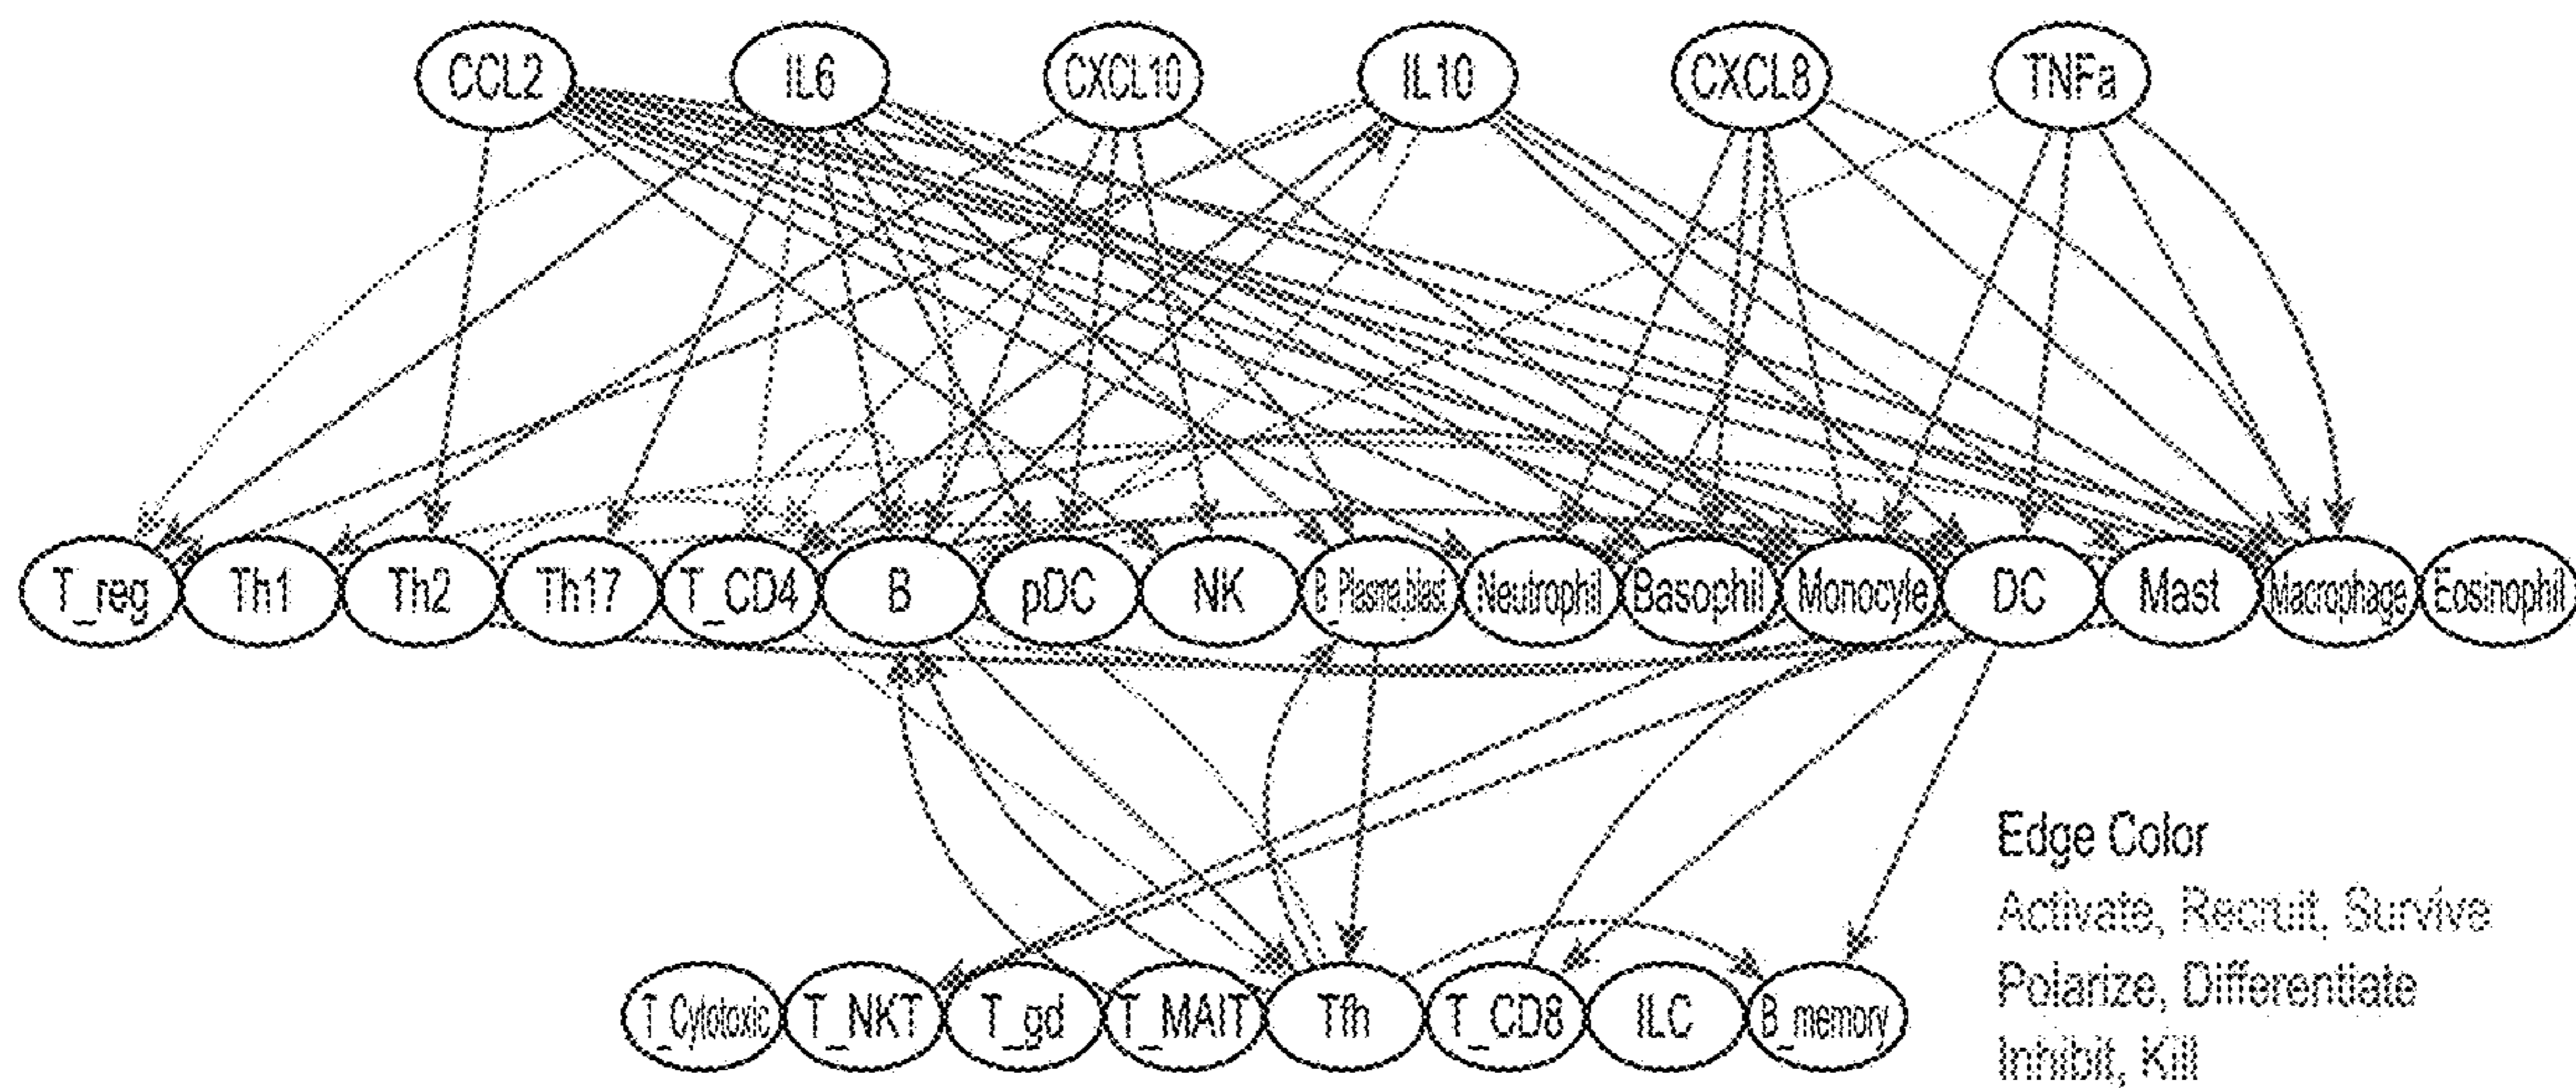 CCL2 IL6 CXCL10 IL10 CXCL8 TNFa
T_reg Th1 Th2 Th17 T_CD4 B pDC NK B_Plasmablast Neutrophil Basophil Monocyte DC Mast Macrophage Eosinophil
T_Cytotoxic T_NKT T_gd T_MAIT Tfh T_CD8 ILC B_memory
Edge Color
Activate, Recruit, Survive
Polarize, Differentiate
Inhibit, Kill